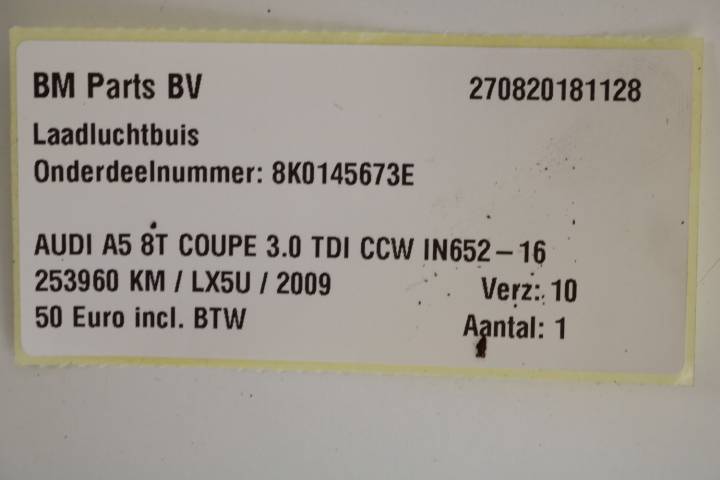 BM Parts BV 270820181128
Laadluchtbuis
Onderdeelnummer: 8K0145673E
AUDI A5 8T COUPE 3.0 TDI CCW IN652-16
253960 KM / LX5U / 2009 Verz: 10
50 Euro incl. BTW Aantal: 1